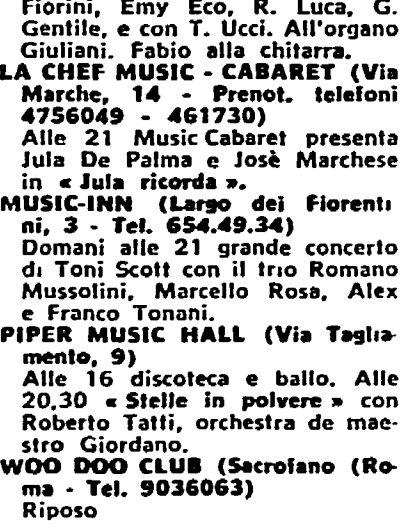 Fiorini, Emy Eco, R. Luca, G.
Gentile, e con T. Ucci. All'organo
Giuliani. Fabio alla chitarra.
LA CHEF MUSIC - CABARET (Via
Marche, 14 - Prenot. telefoni
4756049 - 461730)
Alle 21 Music Cabaret presenta
Jula De Palma e Josè Marchese
in « Jula ricorda ».
MUSIC-INN (Largo dei Fiorenti
ni, 3 - Tel. 654.49.34)
Domani alle 21 grande concerto
di Toni Scott con il trio Romano
Mussolini, Marcello Rosa, Alex
e Franco Tonani.
PIPER MUSIC HALL (Via Taglia-
mento, 9)
Alle 16 discoteca e ballo. Alle
20,30 « Stelle in polvere » con
Roberto Tatti, orchestra de mae-
stro Giordano.
WOO DOO CLUB (Sacrofano (Ro-
ma - Tel. 9036063)
Riposo